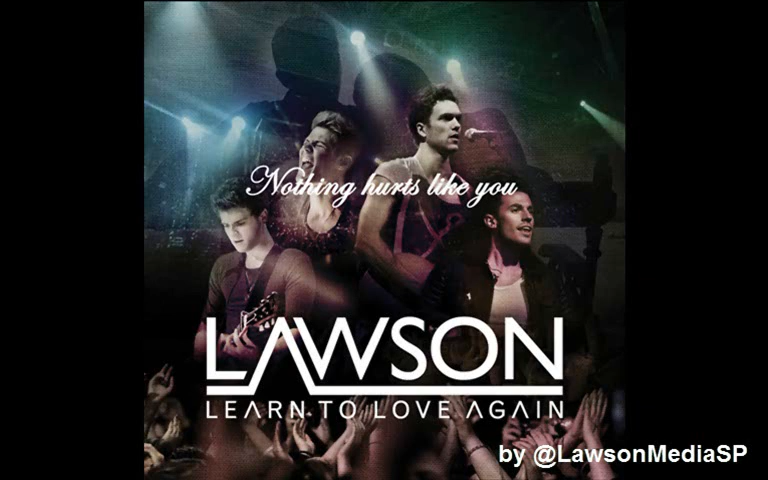 Nothing hurts like you
LAWSON
LEARN TO LOVE AGAIN
by @LawsonMediaSP